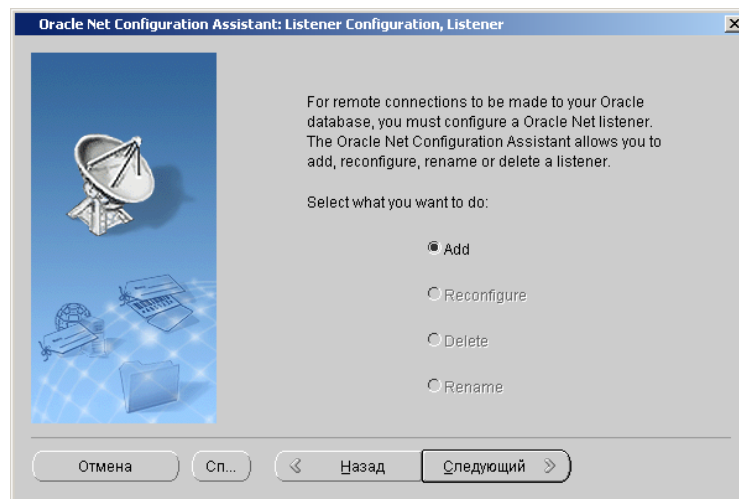 Oracle Net Configuration Assistant: Listener Configuration, Listener
For remote connections to be made to your Oracle
database, you must configure a Oracle Net listener.
The Oracle Net Configuration Assistant allows you to
add, reconfigure, rename or delete a listener.
Select what you want to do:
Add
Reconfigure
Delete
Rename
Отмена Сп... Назад Следующий